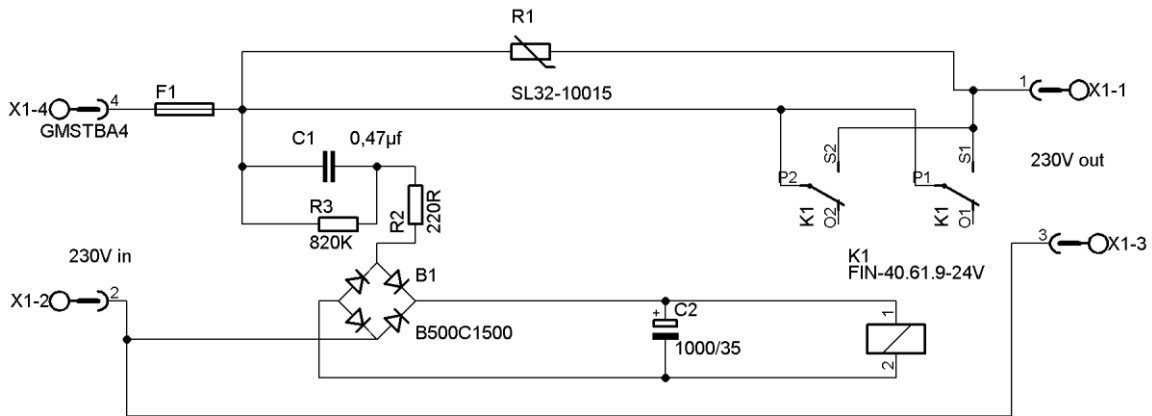 R1
SL32-10015
X1-4
4
GMSTBA4
F1
1
X1-1
C1
0,47µf
S2
S1
230V out
P2
P1
R3
820K
R2
220R
K1
O2
K1
O1
3
X1-3
230V in
B1
K1
FIN-40.61.9-24V
X1-2
2
B500C1500
+
C2
1000/35
1
2